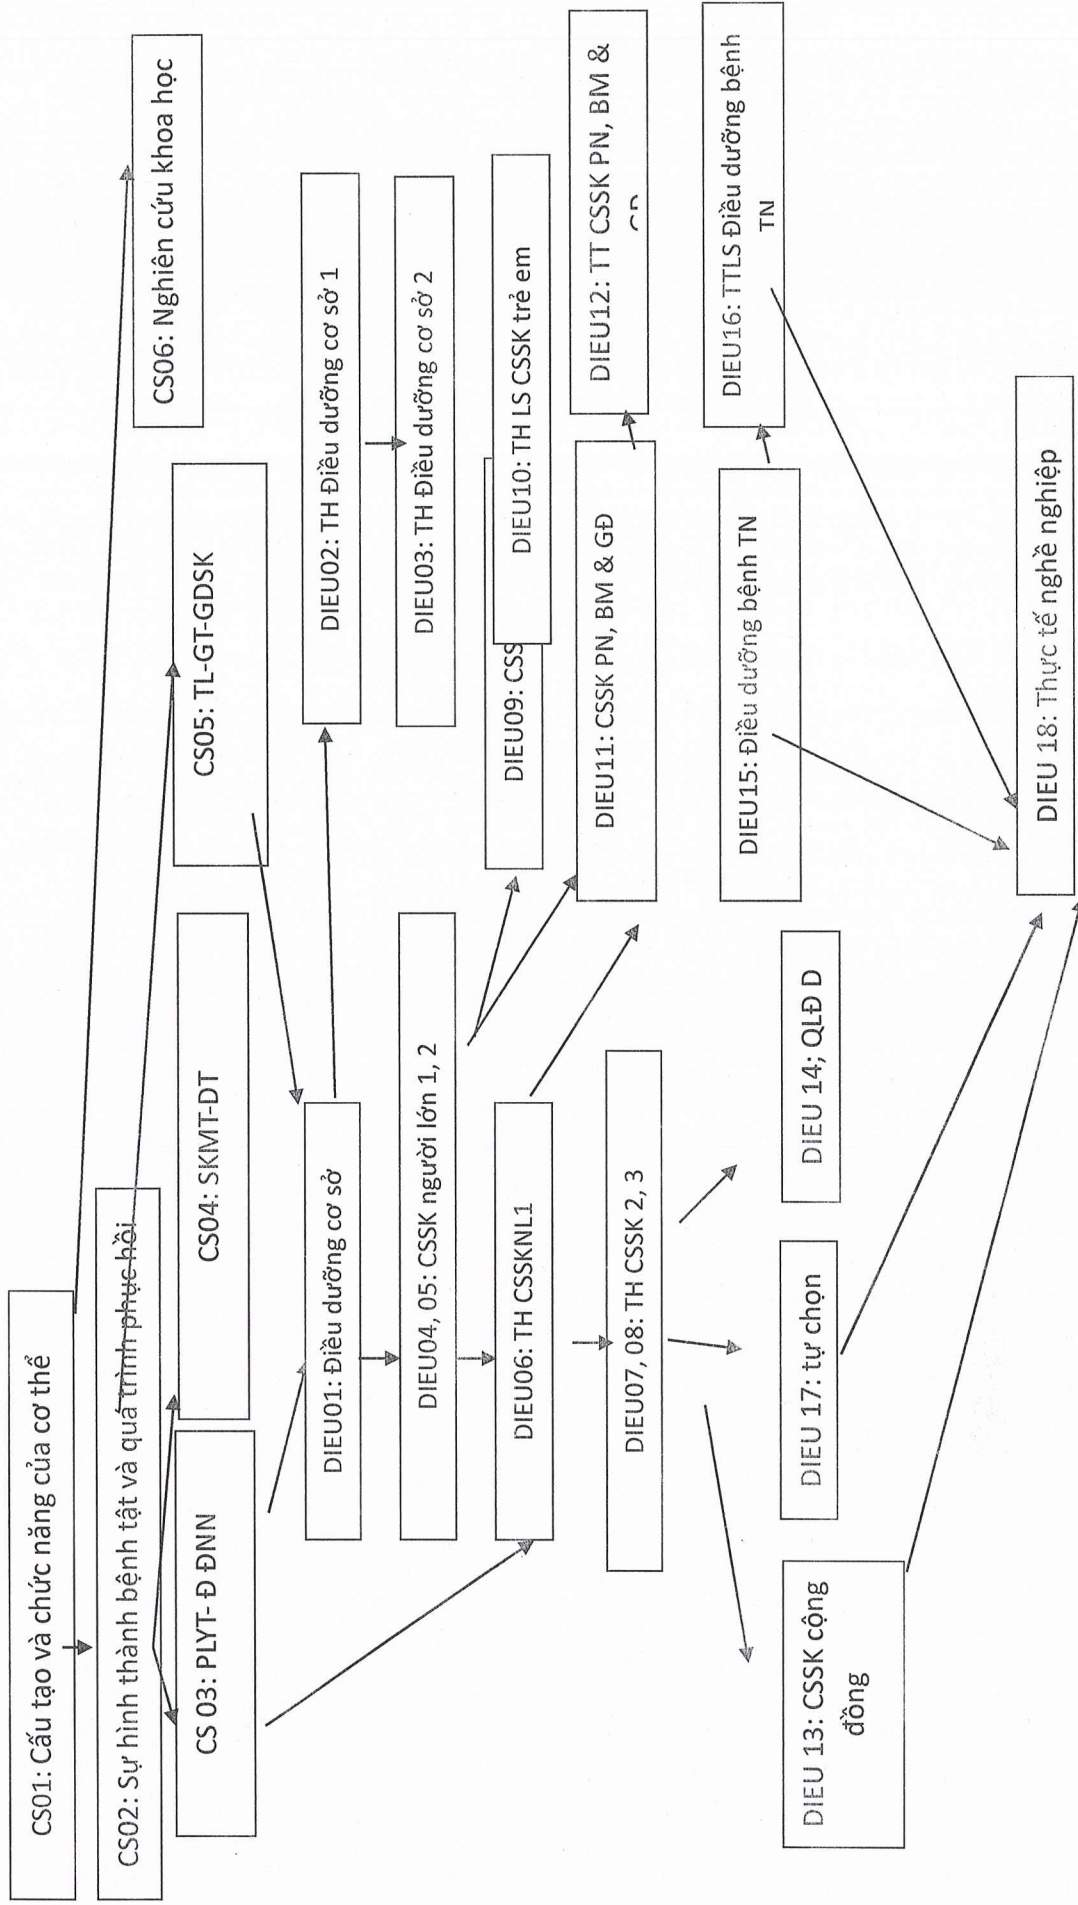 CS01: Cấu tạo và chức năng của cơ thể
CS02: Sự hình thành bệnh tật và quá trình phục hồi
CS06: Nghiên cứu khoa học
CS 03: PLYT- Đ ĐNN
CS04: SKMT-DT
CS05: TL-GT-GDSK
DIEU01: Điều dưỡng cơ sở
DIEU02: TH Điều dưỡng cơ sở 1
DIEU04, 05: CSSK người lớn 1, 2
DIEU03: TH Điều dưỡng cơ sở 2
DIEU06: TH CSSKNL1
DIEU09: CSS
DIEU10: TH LS CSSK trẻ em
DIEU07, 08: TH CSSK 2, 3
DIEU11: CSSK PN, BM & GĐ
DIEU12: TT CSSK PN, BM &
DIEU 13: CSSK cộng
đồng
DIEU 17: tự chọn
DIEU 14; QLĐ D
DIEU15: Điều dưỡng bệnh TN
DIEU16: TTLS Điều dưỡng bệnh
TN
DIEU 18: Thực tế nghề nghiệp